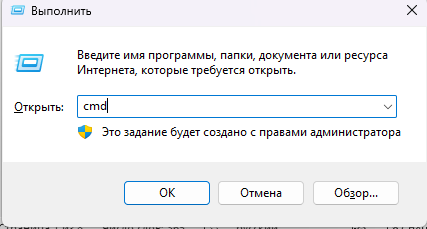 Выполнить
Введите имя программы, папки, документа или ресурса
Интернета, которые требуется открыть.
Открыть:
cmd
Это задание будет создано с правами администратора
ОК
Отмена
Обзор...